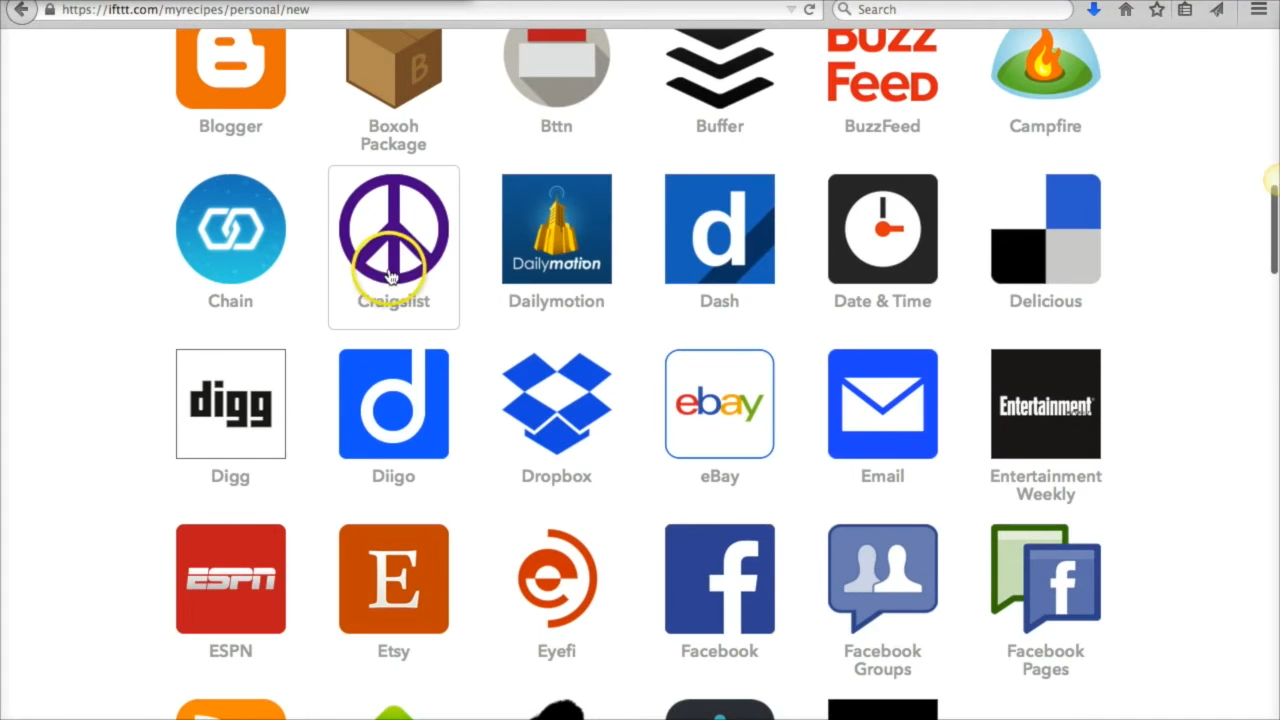 https://ifttt.com/myrecipes/personal/new
Search
BuzzFeed
Blogger
Boxoh Package
Bttn
Buffer
BuzzFeed
Campfire
Dailymotion
d
Chain
Craigslist
Dailymotion
Dash
Date & Time
Delicious
digg
d
ebay
Entertainment
Digg
Diigo
Dropbox
eBay
Email
Entertainment Weekly
ESPN
E
e
f
f
ESPN
Etsy
Eyefi
Facebook
Facebook Groups
Facebook Pages